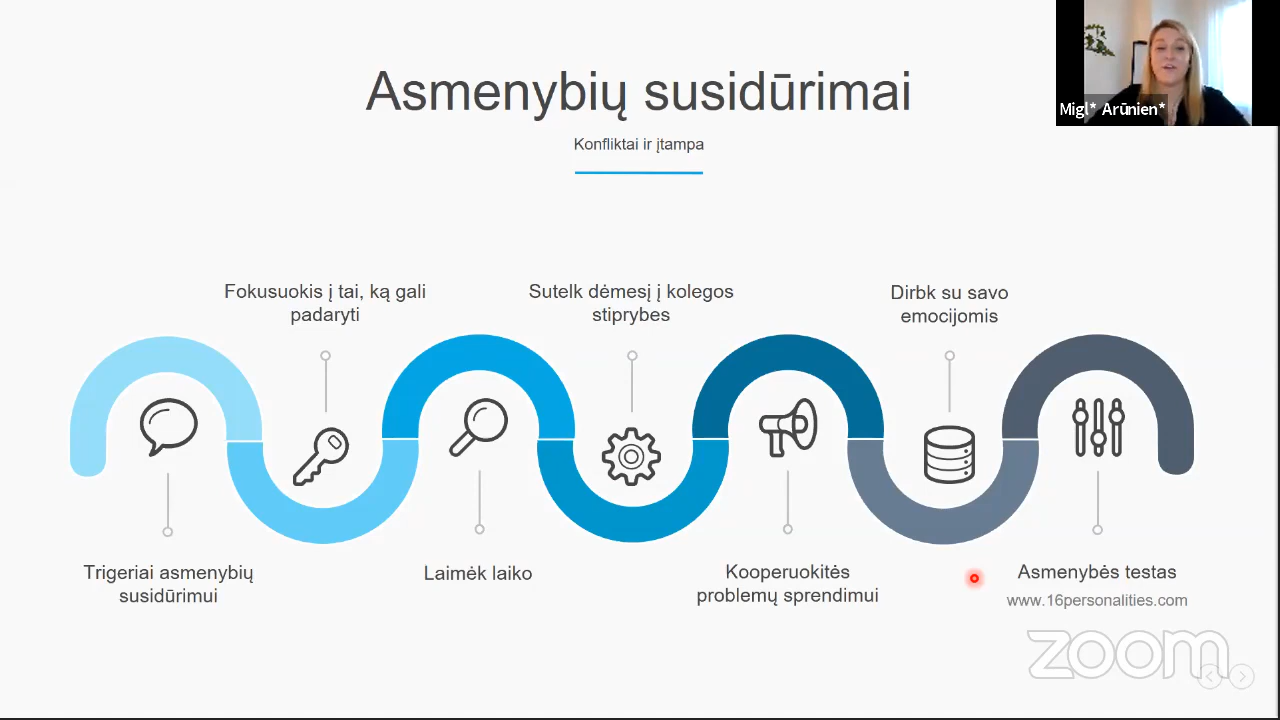 Asmenybių susidūrimai
Konfliktai ir įtampa
Migl* Arūnien*
Fokusuokis į tai, ką gali
padaryti
Sutelk dėmesį į kolegos
stiprybes
Dirbk su savo
emocijomis
Trigeriai asmenybių
susidūrimui
Laimėk laiko
Kooperuokitės
problemų sprendimui
Asmenybės testas
www.16personalities.com
zoom